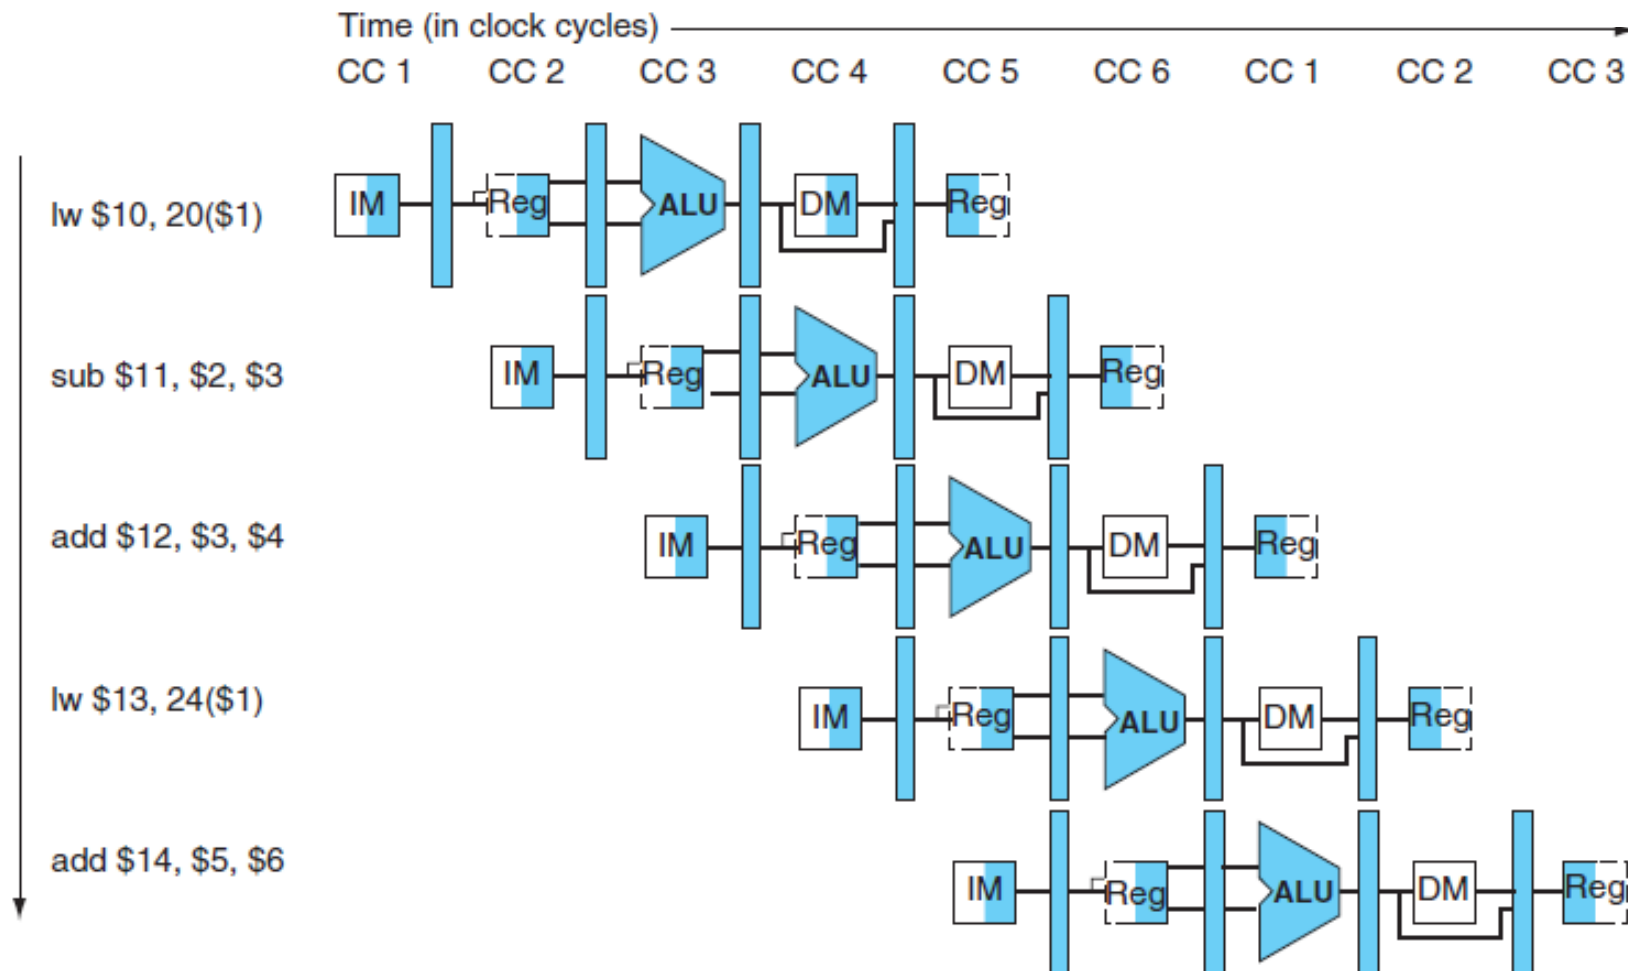 Time (in clock cycles)
CC 1 CC 2 CC 3 CC 4 CC 5 CC 6 CC 1 CC 2 CC 3
lw $10, 20($1)
IM Reg ALU DM Reg
sub $11, $2, $3
IM Reg ALU DM Reg
add $12, $3, $4
IM Reg ALU DM Reg
lw $13, 24($1)
IM Reg ALU DM Reg
add $14, $5, $6
IM Reg ALU DM Reg